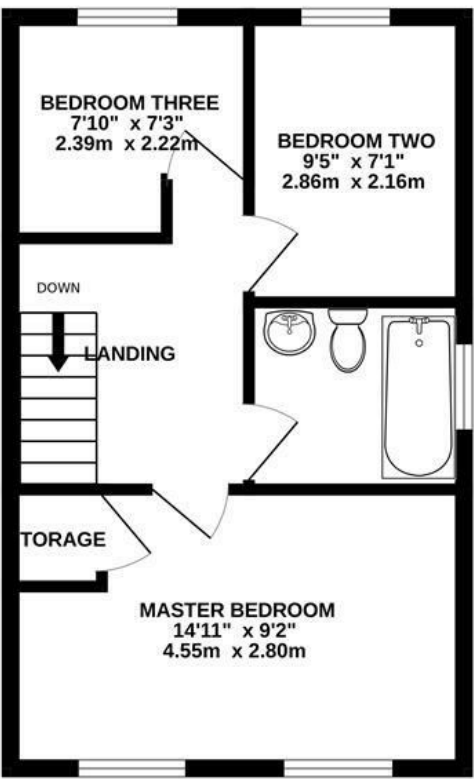 BEDROOM THREE
7'10" x 7'3"
2.39m x 2.22m
BEDROOM TWO
9'5" x 7'1"
2.86m x 2.16m
DOWN
LANDING
TORAGE
MASTER BEDROOM
14'11" x 9'2"
4.55m x 2.80m